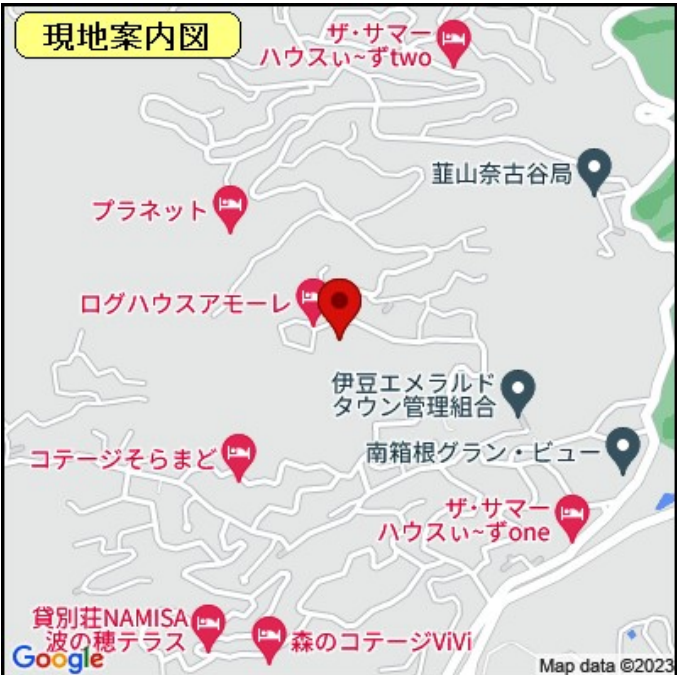 現地案内図
ザ・サマー
ハウスぃ~ずtwo
韮山奈古谷局
プラネット
ログハウスアモーレ
伊豆エメラルド
タウン管理組合
南箱根グラン・ビュー
コテージそらまど
ザ・サマー
ハウスぃ~ずone
貸別荘NAMISA
波の穂テラス
森のコテージViVi
Google
Map data ©2023